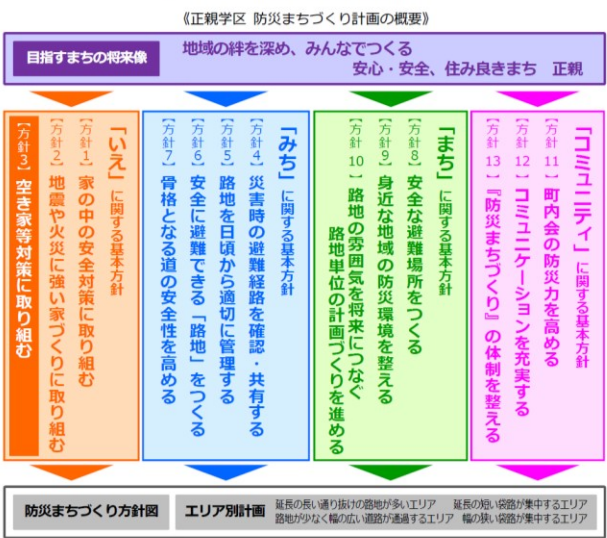 《正親学区 防災まちづくり計画の概要》
目指すまちの将来像
地域の絆を深め、みんなでつくる
安心・安全、住み良きまち 正親
「いえ」に関する基本方針
【方針1】家の中の安全対策に取り組む
【方針2】地震や火災に強い家づくりに取り組む
【方針3】空き家等対策に取り組む
「みち」に関する基本方針
【方針4】災害時の避難経路を確認・共有する
【方針5】路地を日頃から適切に管理する
【方針6】安全に避難できる「路地」をつくる
【方針7】骨格となる道の安全性を高める
「まち」に関する基本方針
【方針8】安全な避難場所をつくる
【方針9】身近な地域の防災環境を整える
【方針10】路地の雰囲気を将来につなぐ
路地単位の計画づくりを進める
「コミュニティ」に関する基本方針
【方針11】町内会の防災力を高める
【方針12】コミュニケーションを充実する
【方針13】『防災まちづくり』の体制を整える
防災まちづくり方針図
エリア別計画
延長の長い通り抜けの路地が多いエリア 延長の短い袋路が集中するエリア
路地が少なく幅の広い道路が通過するエリア 幅の狭い袋路が集中するエリア